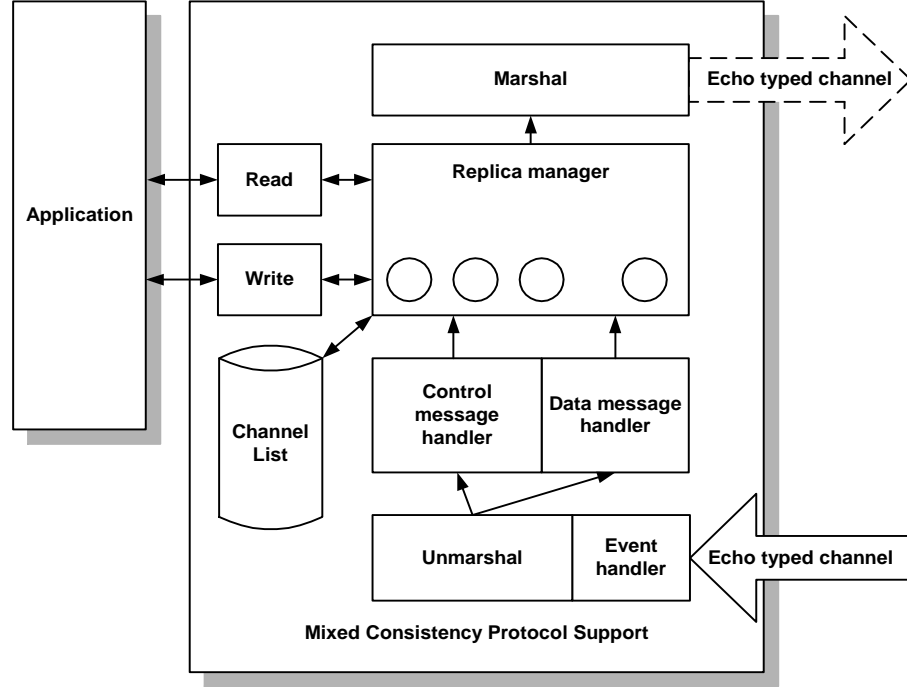 Marshal
Echo typed channel
Read
Replica manager
Application
Write
Control
message
handler
Data message
handler
Channel
List
Unmarshal
Event
handler
Echo typed channel
Mixed Consistency Protocol Support